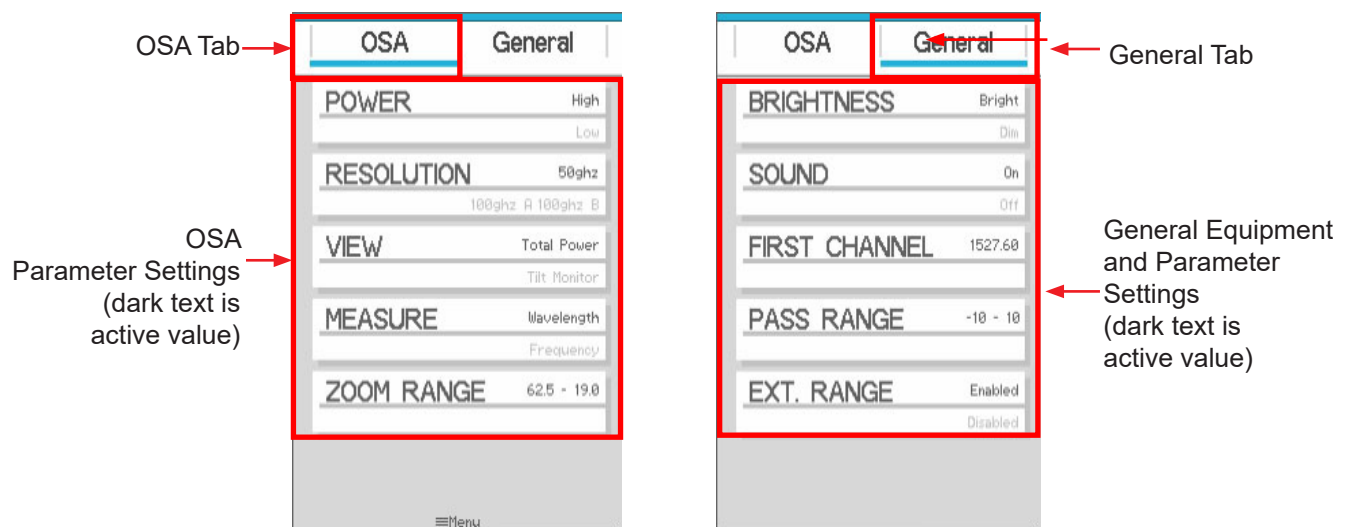 OSA Tab
OSA
General
POWER
High
Low
RESOLUTION
50ghz
100ghz A 100ghz B
VIEW
Total Power
Tilt Monitor
MEASURE
Wavelength
Frequency
ZOOM RANGE
62.5 - 19.0
≡Menu
OSA
Parameter Settings
(dark text is
active value)
OSA
General
General Tab
BRIGHTNESS
Bright
Dim
SOUND
On
Off
FIRST CHANNEL
1527.60
PASS RANGE
-10 - 10
EXT. RANGE
Enabled
Disabled
General Equipment
and Parameter
Settings
(dark text is
active value)